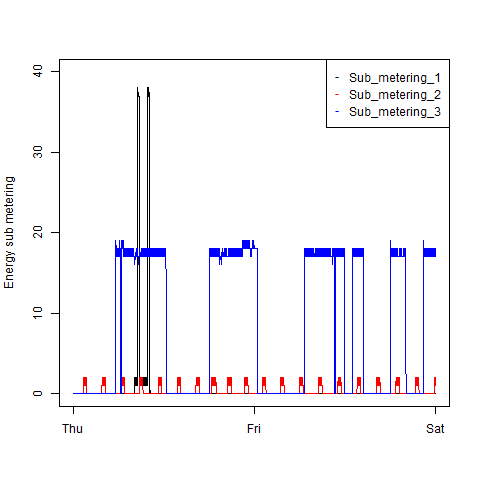 40
30
20
10
0
Energy sub metering
Sub_metering_1
Sub_metering_2
Sub_metering_3
Thu Fri Sat